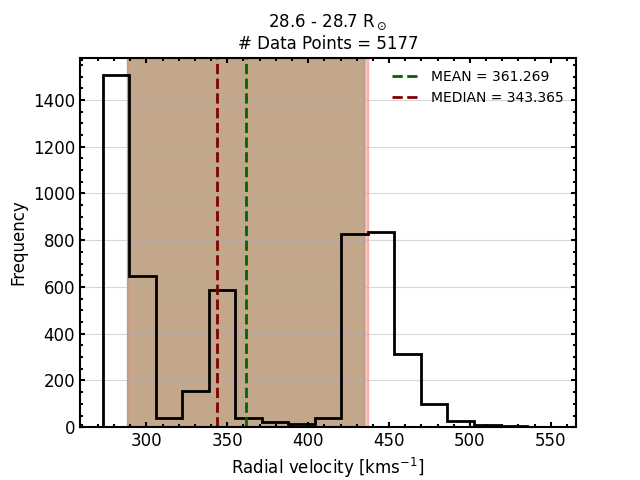 28.6 - 28.7 R⊙
# Data Points = 5177
MEAN = 361.269
MEDIAN = 343.365
Frequency
1400
1200
1000
800
600
400
200
0
300 350 400 450 500 550
Radial velocity [kms⁻¹]